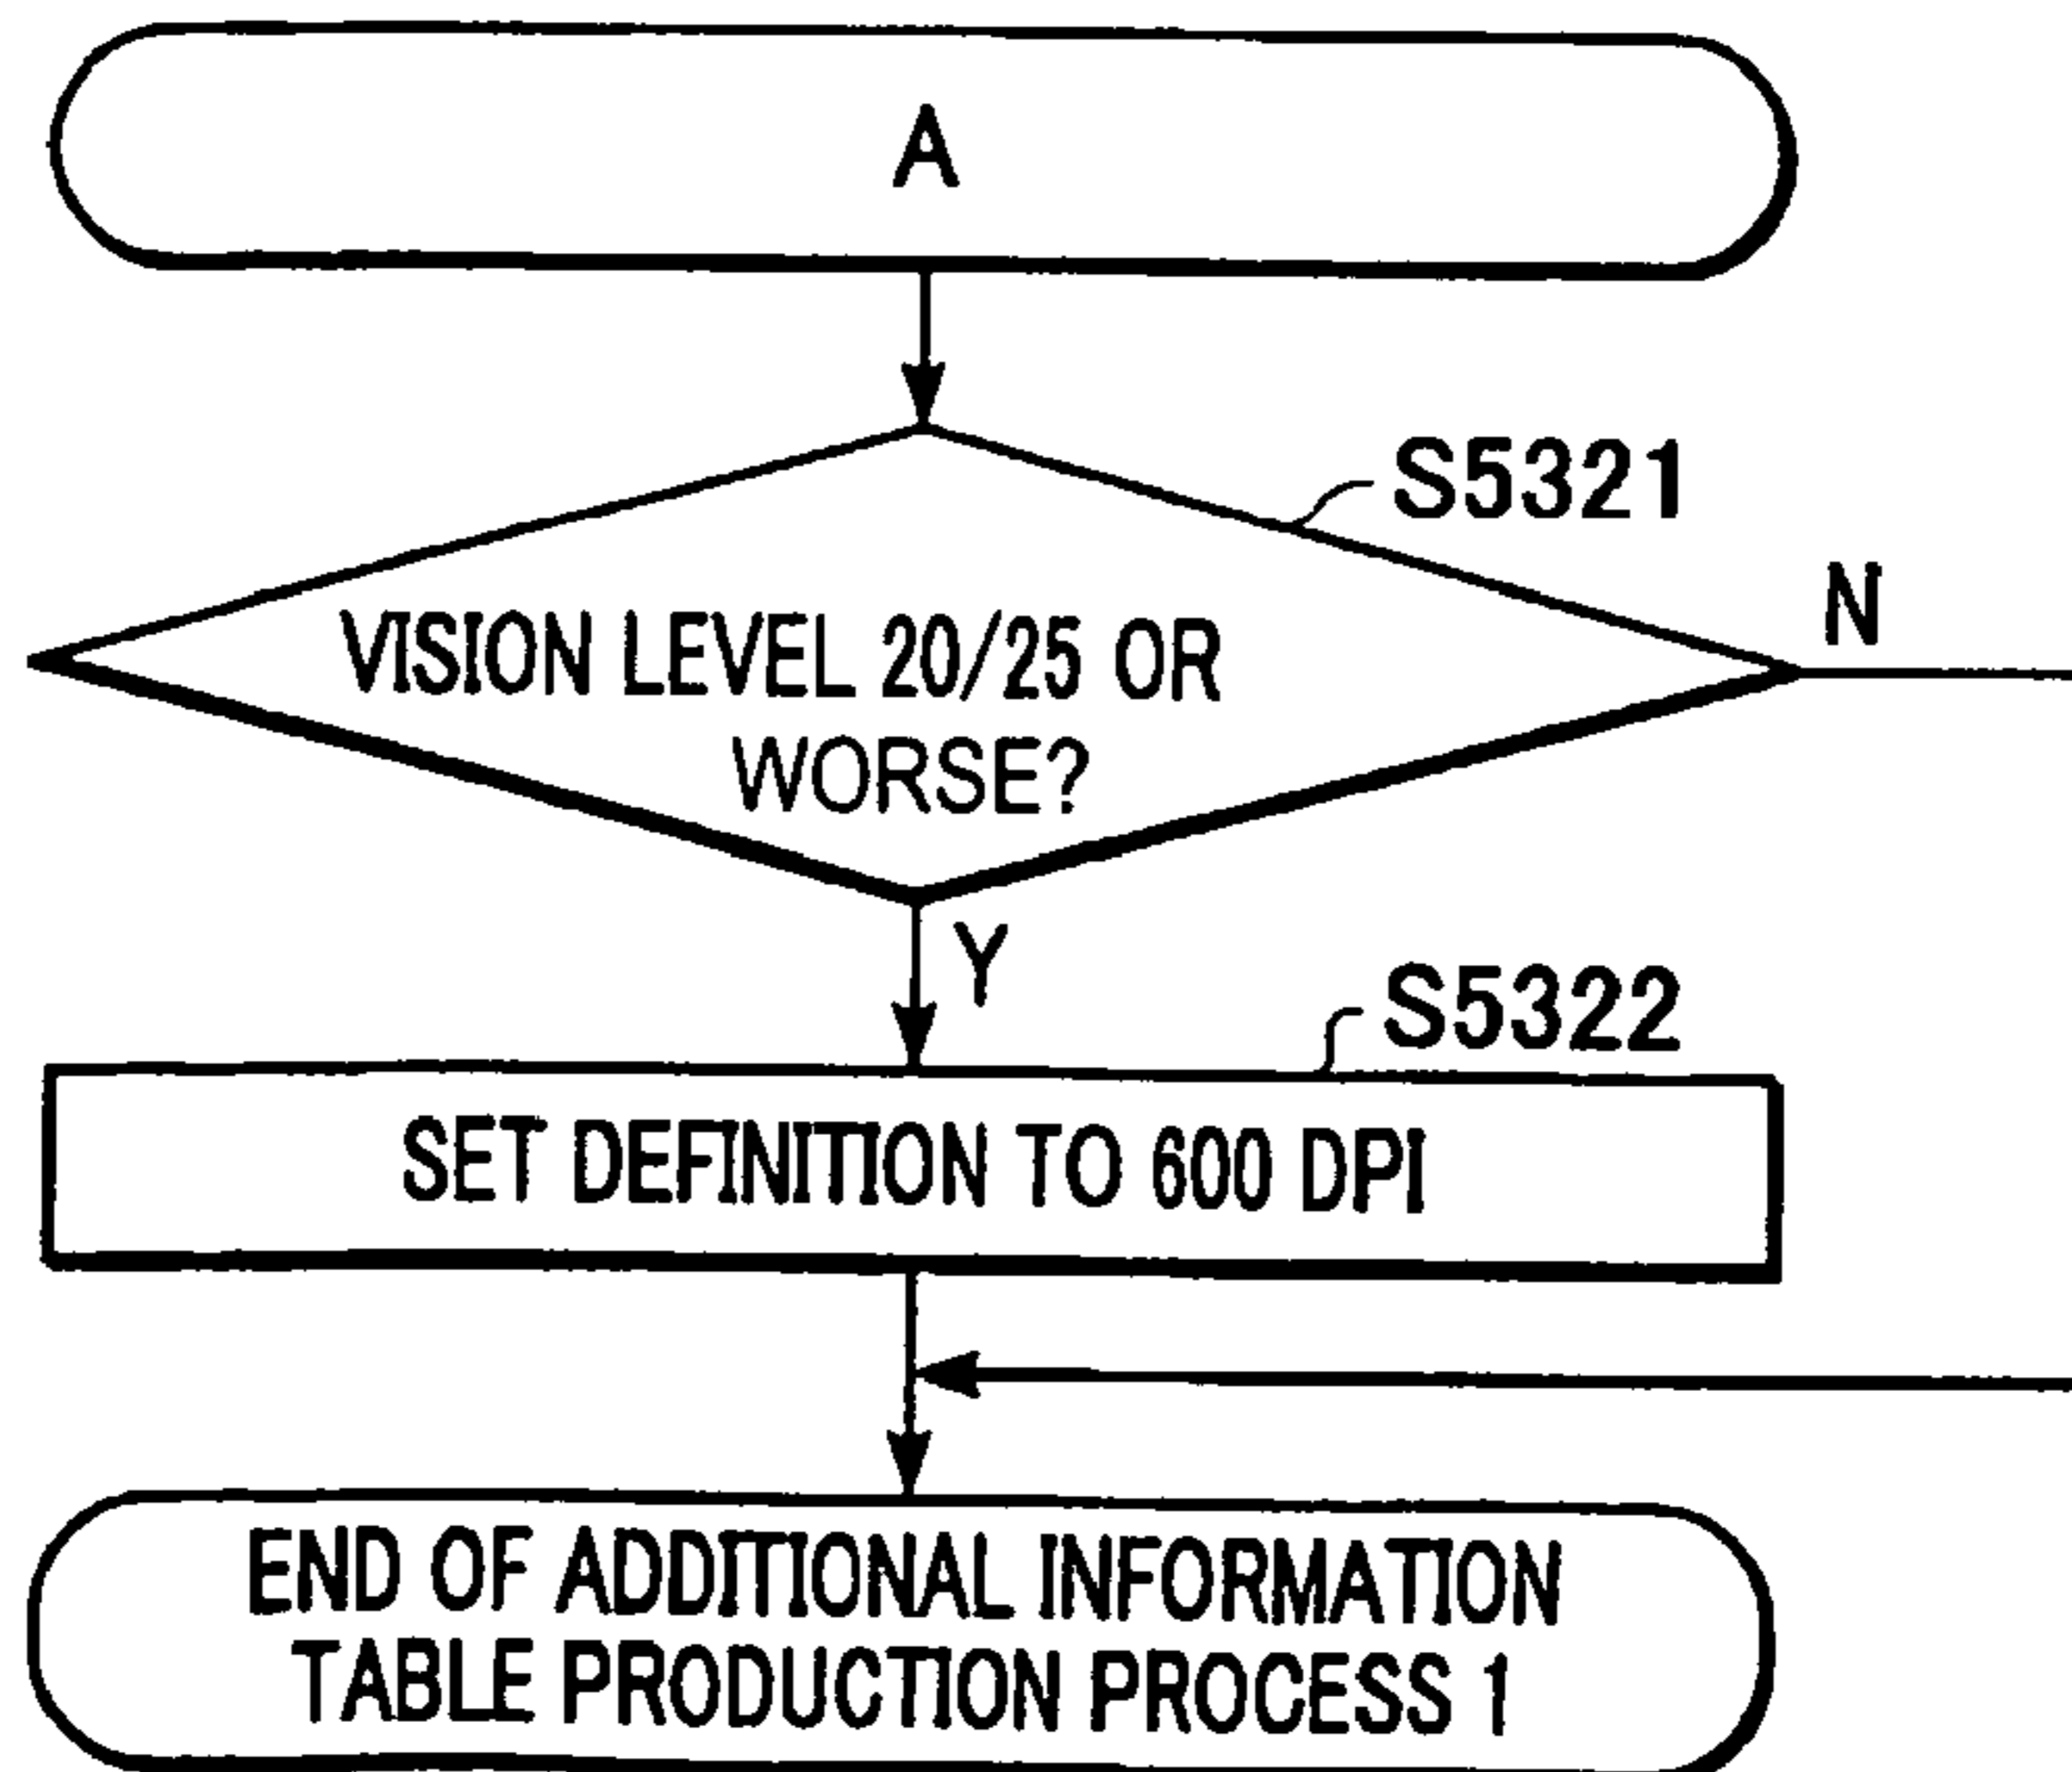 A
S5321
N
VISION LEVEL 20/25 OR
WORSE?
Y
S5322
SET DEFINITION TO 600 DPI
END OF ADDITIONAL INFORMATION
TABLE PRODUCTION PROCESS 1